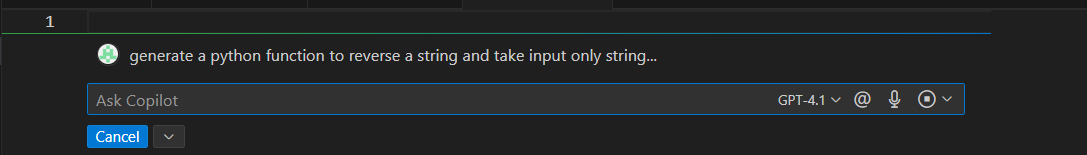 1
generate a python function to reverse a string and take input only string...
Ask Copilot GPT-4.1 @
Cancel